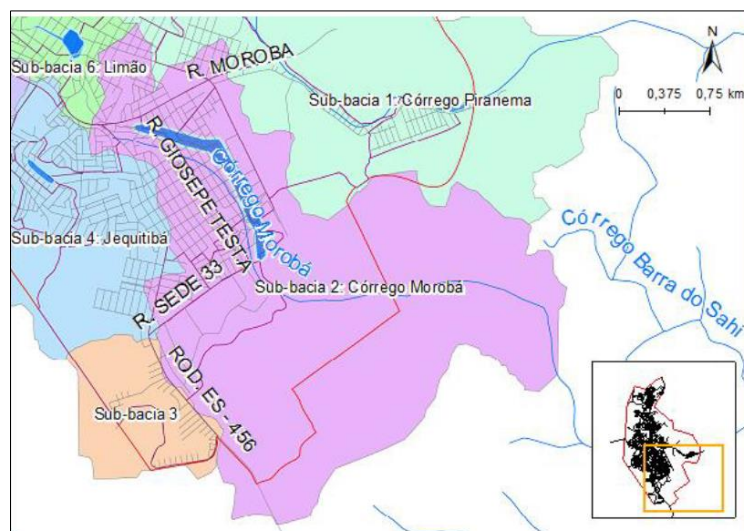 N
0 0,375 0,75 km
Sub-bacia 6: Limão
R. MOROBA
Sub-bacia 1: Córrego Piranema
R. GIOSEPE TESTA
Córrego Morobá
Córrego Barra do Sahi
Sub-bacia 4: Jequitibá
R. SEDE 33
Sub-bacia 2: Córrego Morobá
ROD. ES - 456
Sub-bacia 3